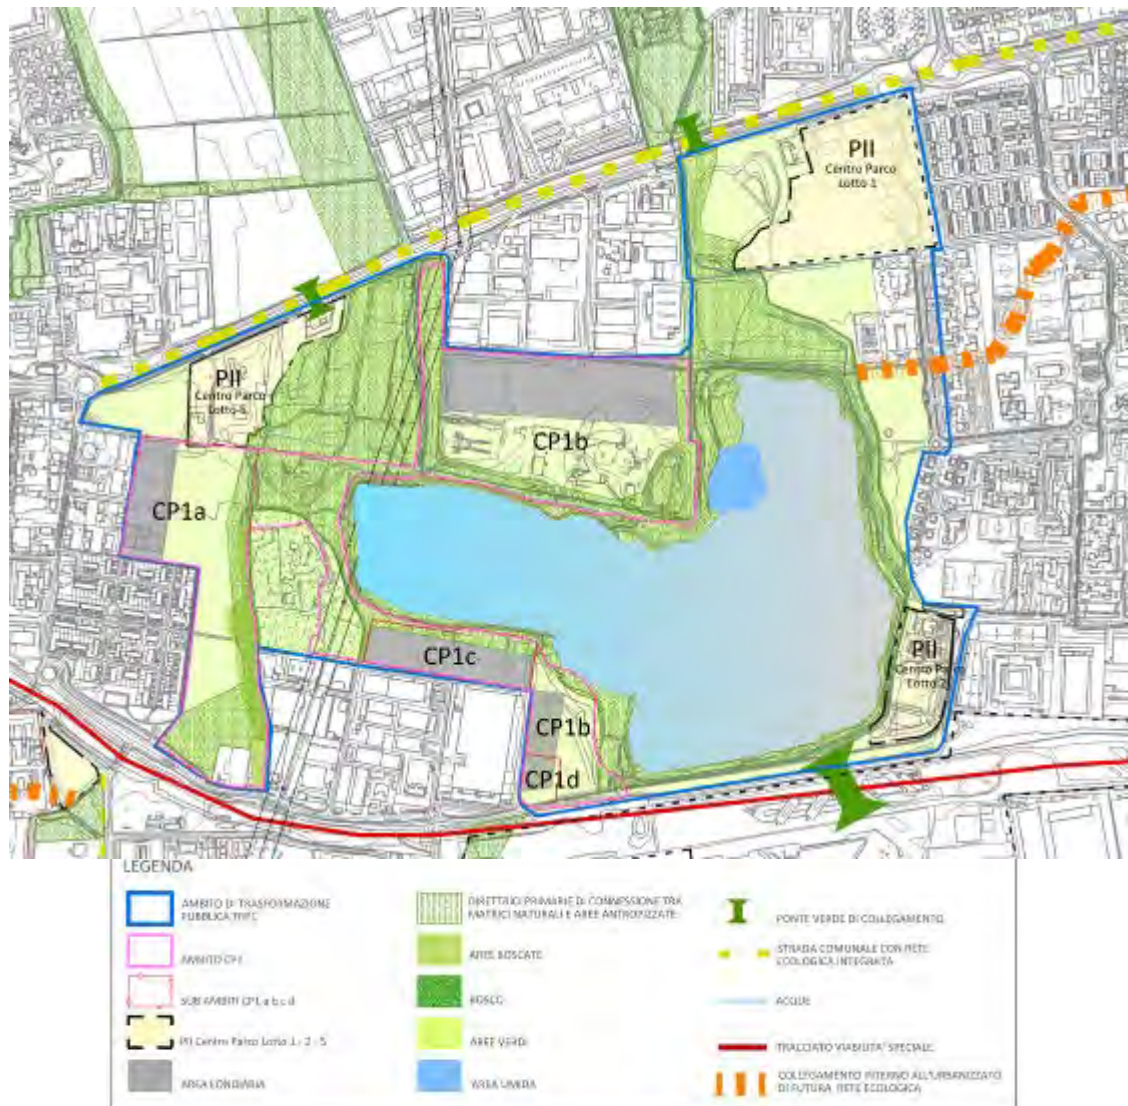 PII
Centro Parco
Lotto 1
PII
Centro Parco
Lotto 5
CP1b
CP1a
CP1c
PII
Centro Parco
Lotto 2
CP1b
CP1d
LEGENDA
AMBITO DI TRASFORMAZIONE
PUBBLICA
AMBITO CP1
SUB AMBITI CP1 a b c d
PII Centro Parco Lotto 1 - 2 - 5
AREA FONDIARIA
DIRETTRICI PRIMARIE DI CONNESSIONE TRA
MATRICI NATURALI E AREE ANTROPIZZATE
AREE BOSCATE
BOSCO
AREE VERDI
AREA UMIDA
PONTE VERDE DI COLLEGAMENTO
STRADA COMUNALE CON RETE
ECOLOGICA INTEGRATA
ACQUE
TRACCIATO VIABILITA' SPECIALE
COLLEGAMENTO INTERNO ALL'URBANIZZATO
DI FUTURA RETE ECOLOGICA